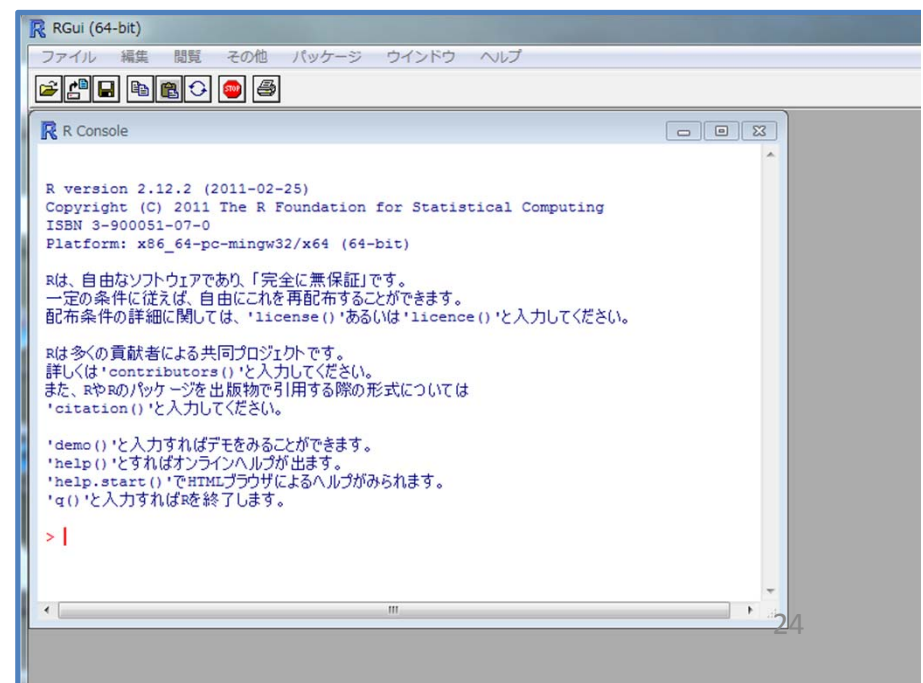 RGui (64-bit)
ファイル 編集 閲覧 その他 パッケージ ウインドウ ヘルプ
STOP
R Console
R version 2.12.2 (2011-02-25)
Copyright (C) 2011 The R Foundation for Statistical Computing
ISBN 3-900051-07-0
Platform: x86_64-pc-mingw32/x64 (64-bit)
Rは、自由なソフトウェアであり、「完全に無保証」です。
一定の条件に従えば、自由にこれを再配布することができます。
配布条件の詳細に関しては、'license()'あるいは'licence()'と入力してください。
Rは多くの貢献者による共同プロジェクトです。
詳しくは'contributors()'と入力してください。
また、RやRのパッケージを出版物で引用する際の形式については
'citation()'と入力してください。
'demo()'と入力すればデモをみることができます。
'help()'とすればオンラインヘルプが出ます。
'help.start()'でHTMLブラウザによるヘルプがみられます。
'q()'と入力すればRを終了します。
>
24